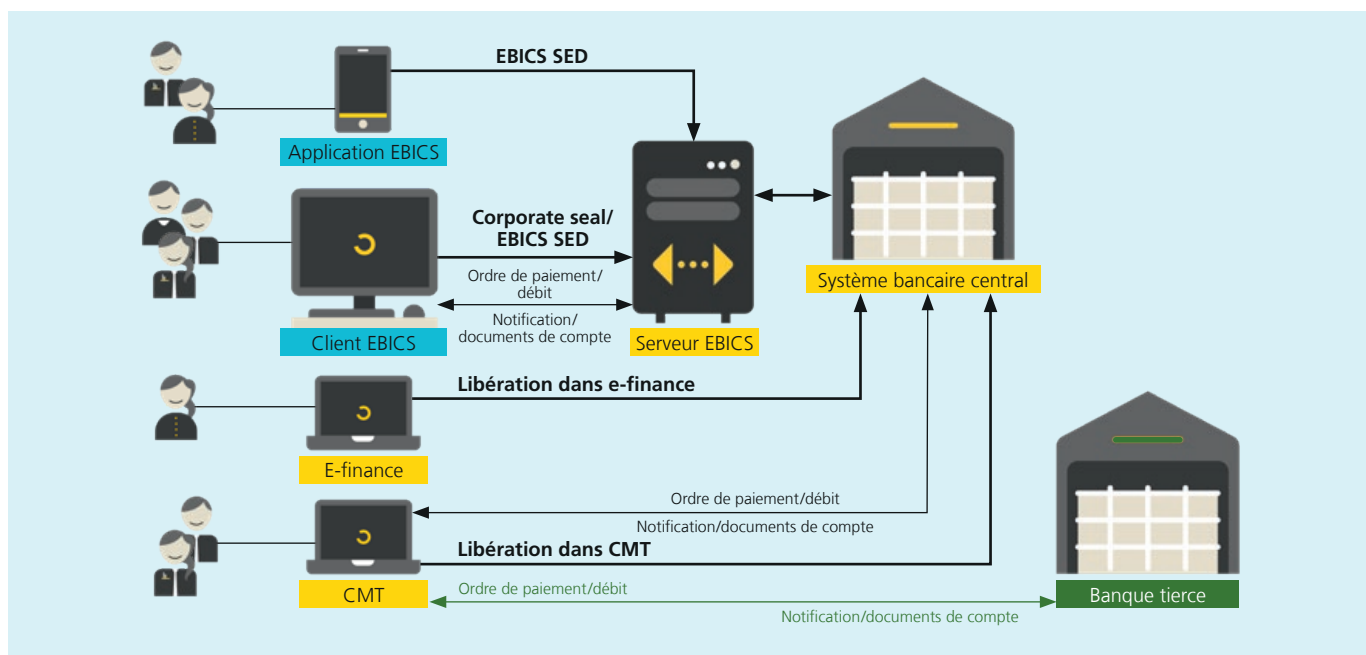 EBICS SED
Application EBICS
Corporate seal/
EBICS SED
Ordre de paiement/
débit
Notification/
documents de compte
Client EBICS
Serveur EBICS
Système bancaire central
Libération dans e-finance
E-finance
Ordre de paiement/débit
Notification/documents de compte
Libération dans CMT
CMT
Ordre de paiement/débit
Notification/documents de compte
Banque tierce